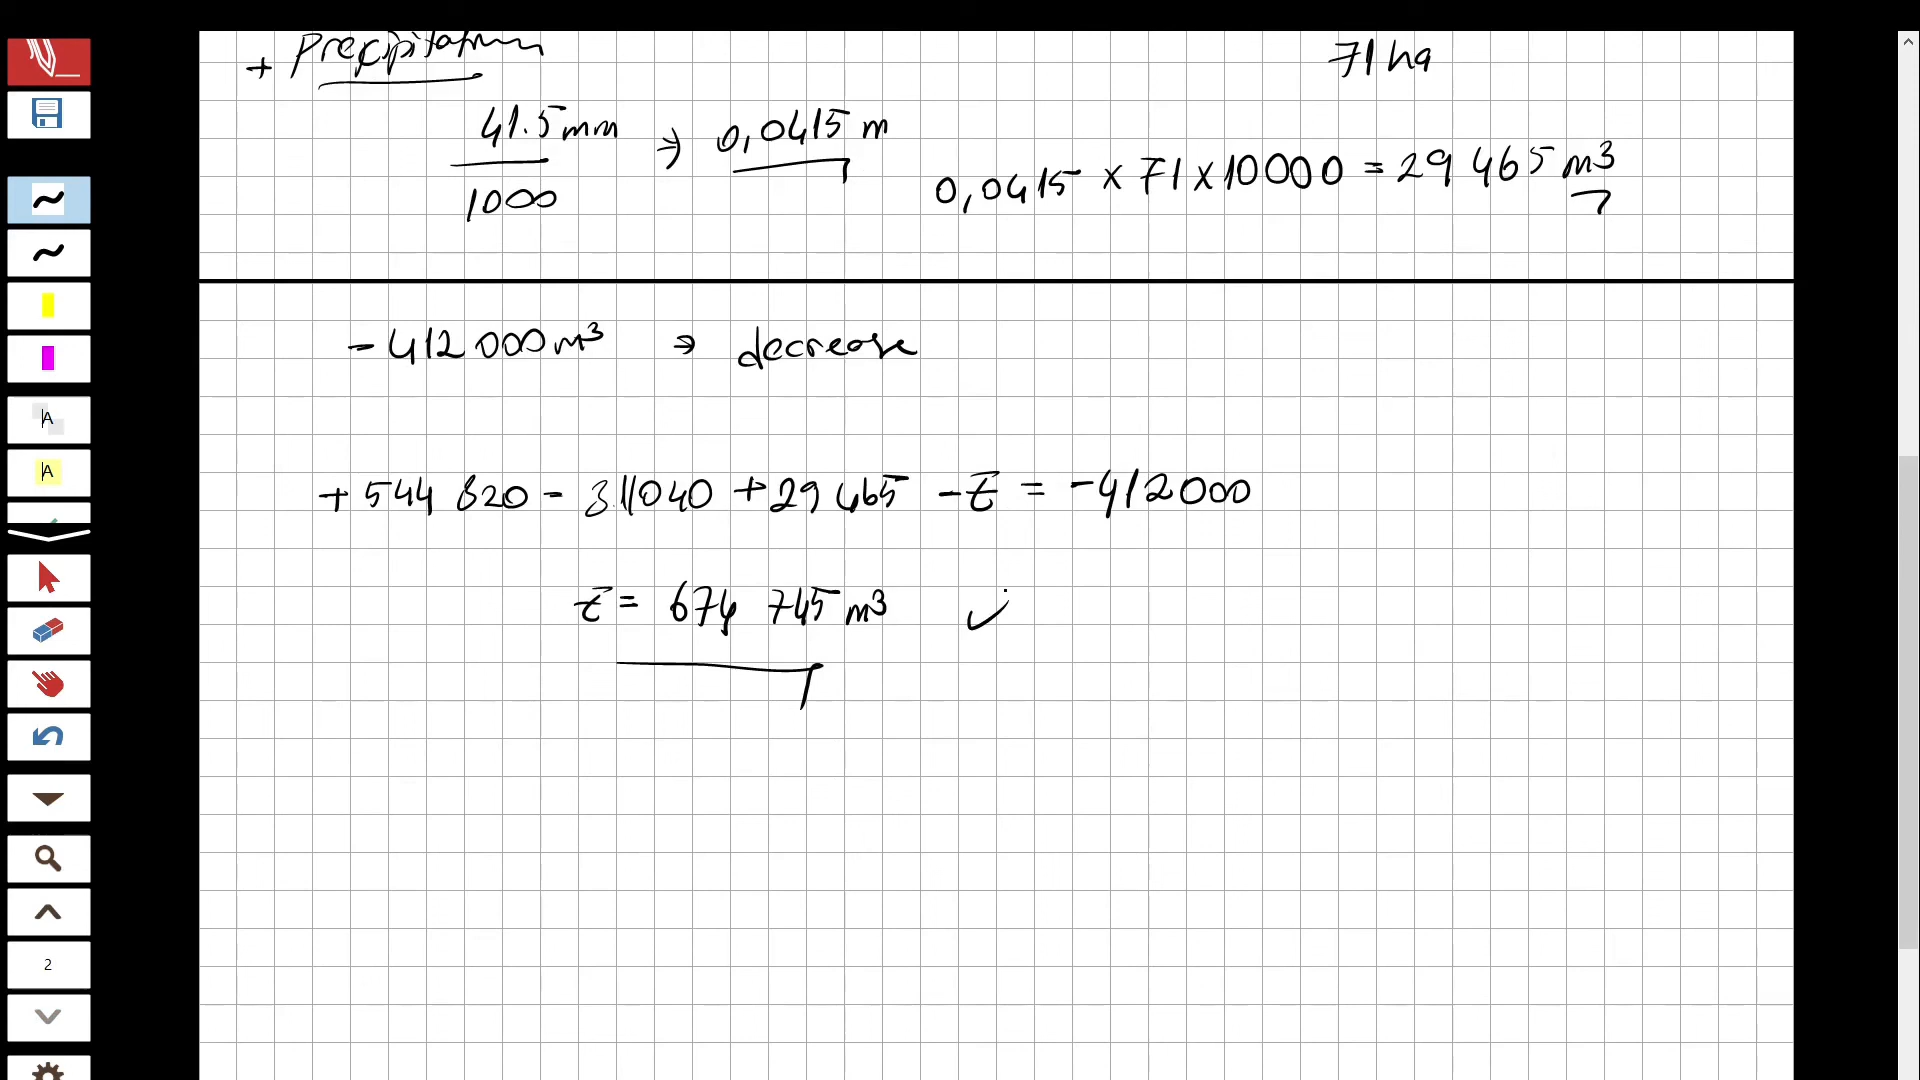 + Precipitation
71 ha
41.5 mm ⇒ 0,0415 m
1000
0,0415 x 71 x 10000 = 29 465 m³
- 412 000 m³ → decrease
+ 544 320 - 311040 + 29 465 - E = -412000
E = 674 745 m³ ✓
A
A
2